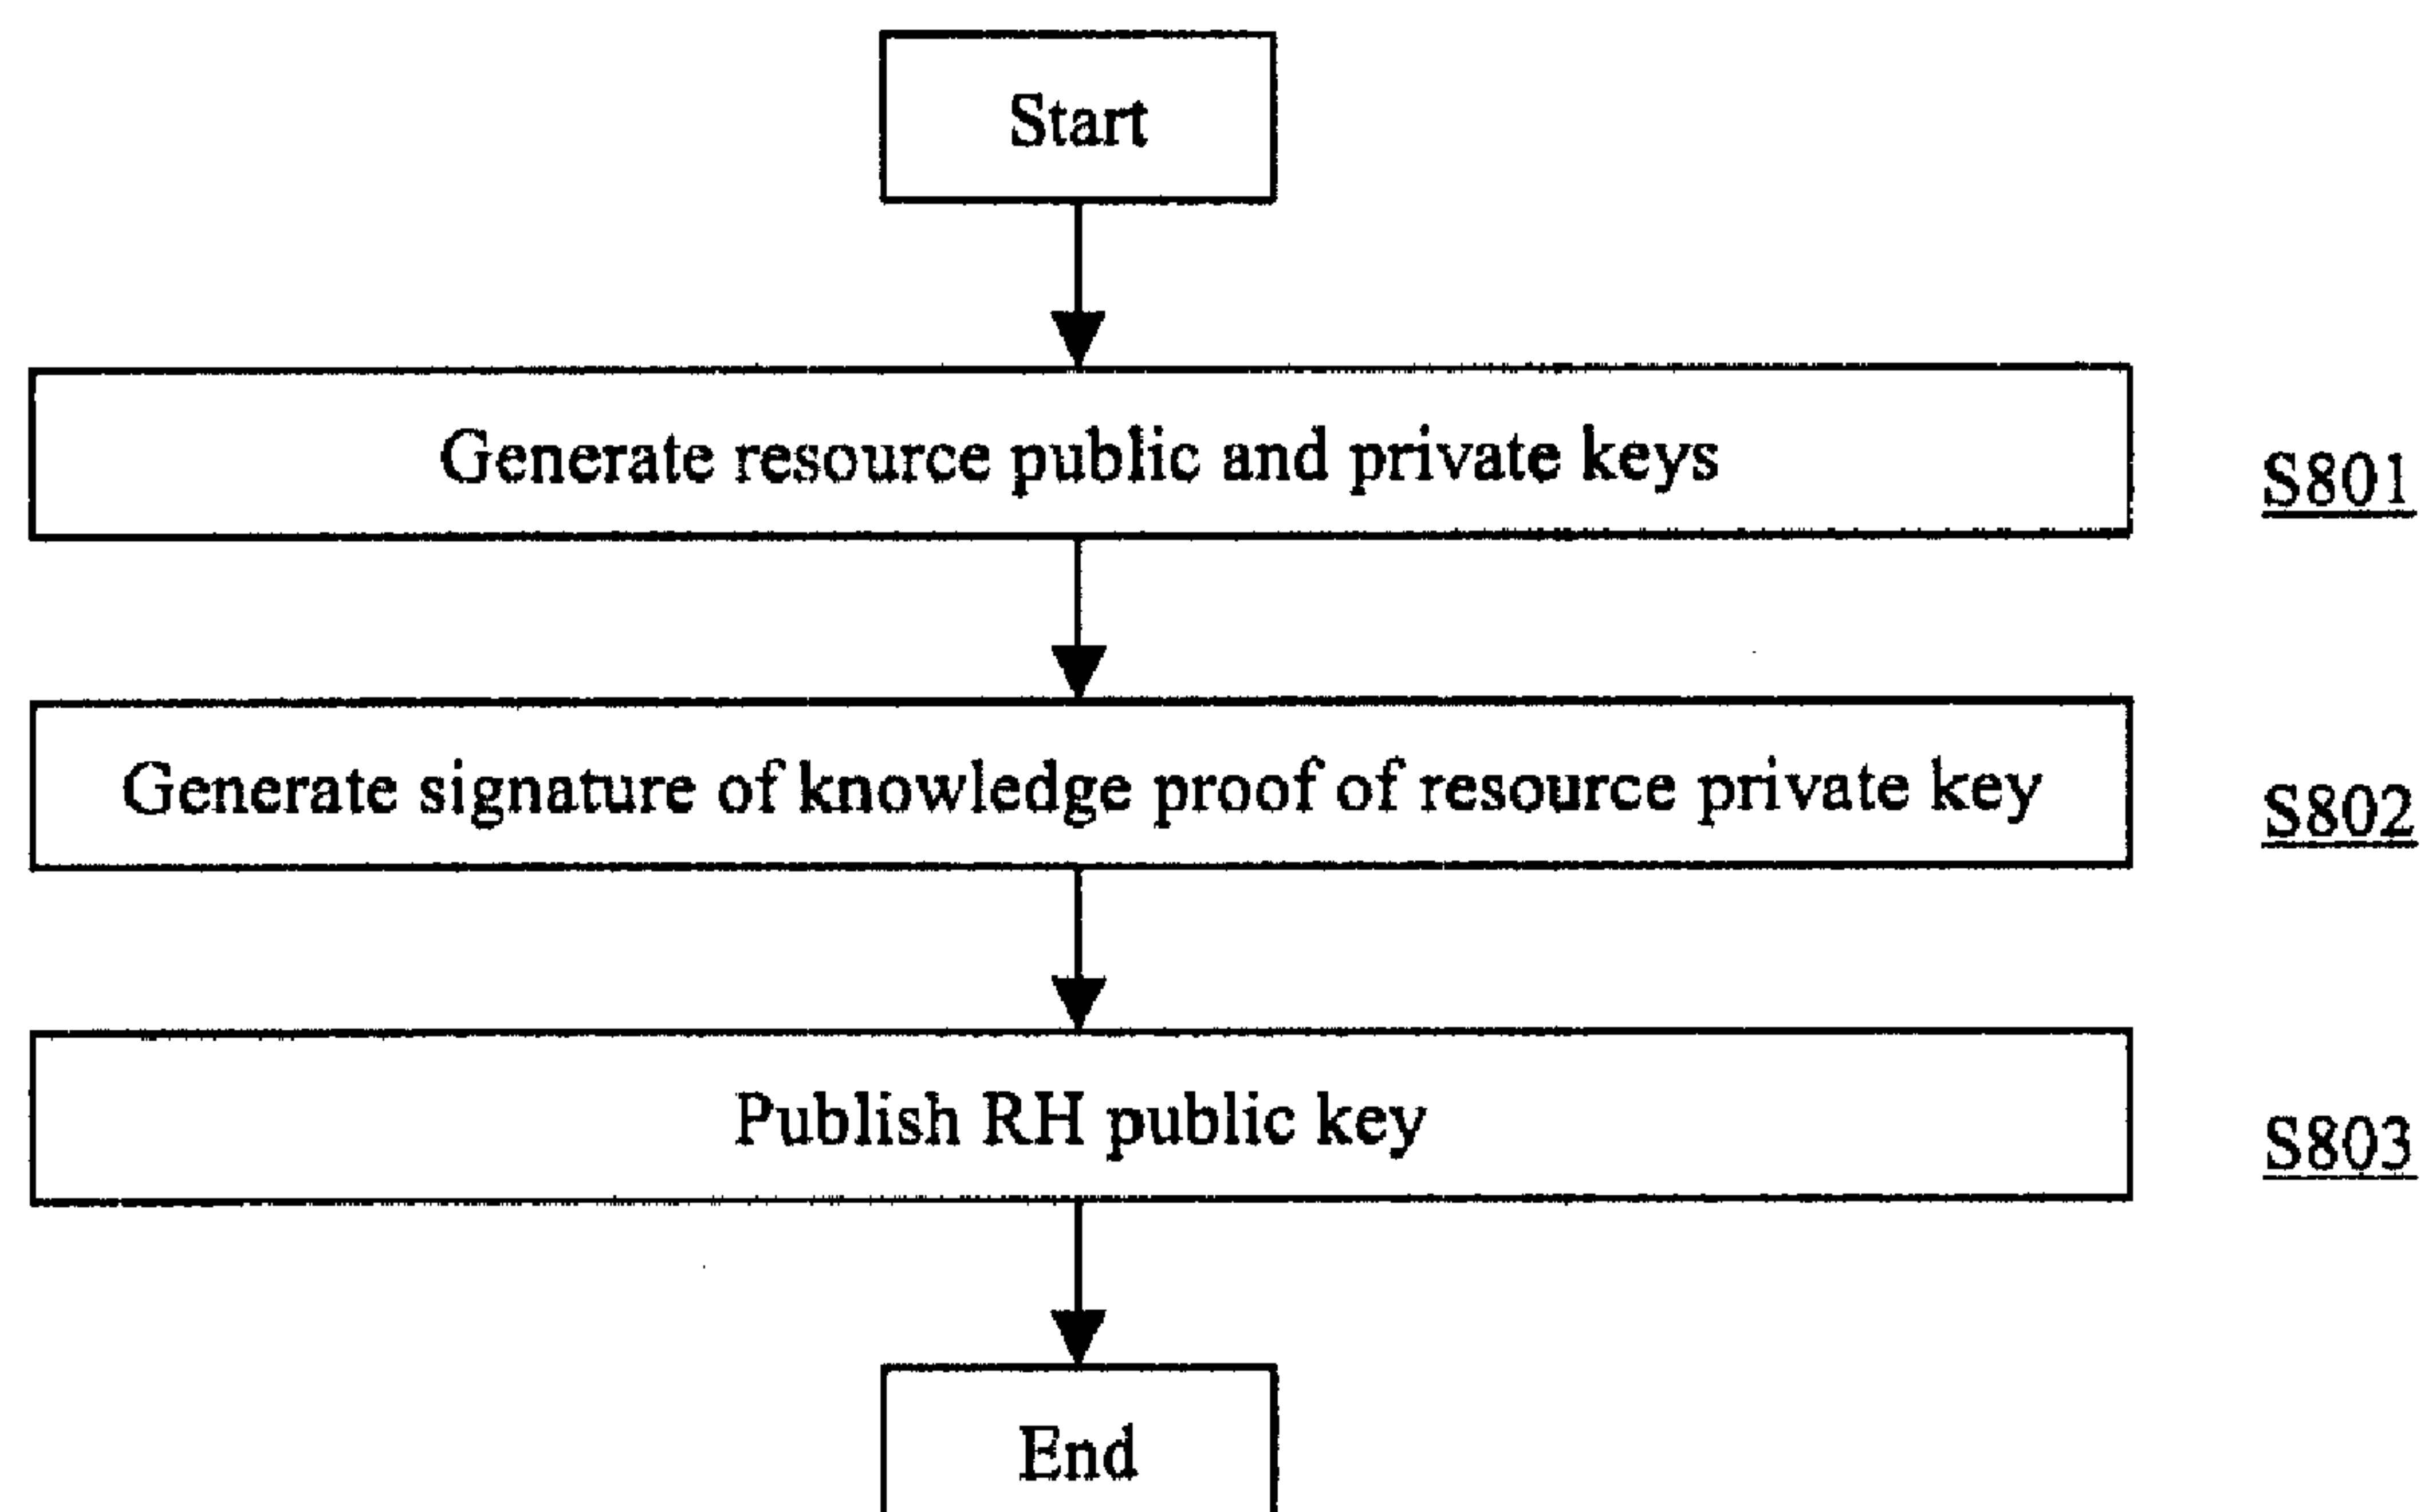 Start
Generate resource public and private keys
S801
Generate signature of knowledge proof of resource private key
S802
Publish RH public key
S803
End